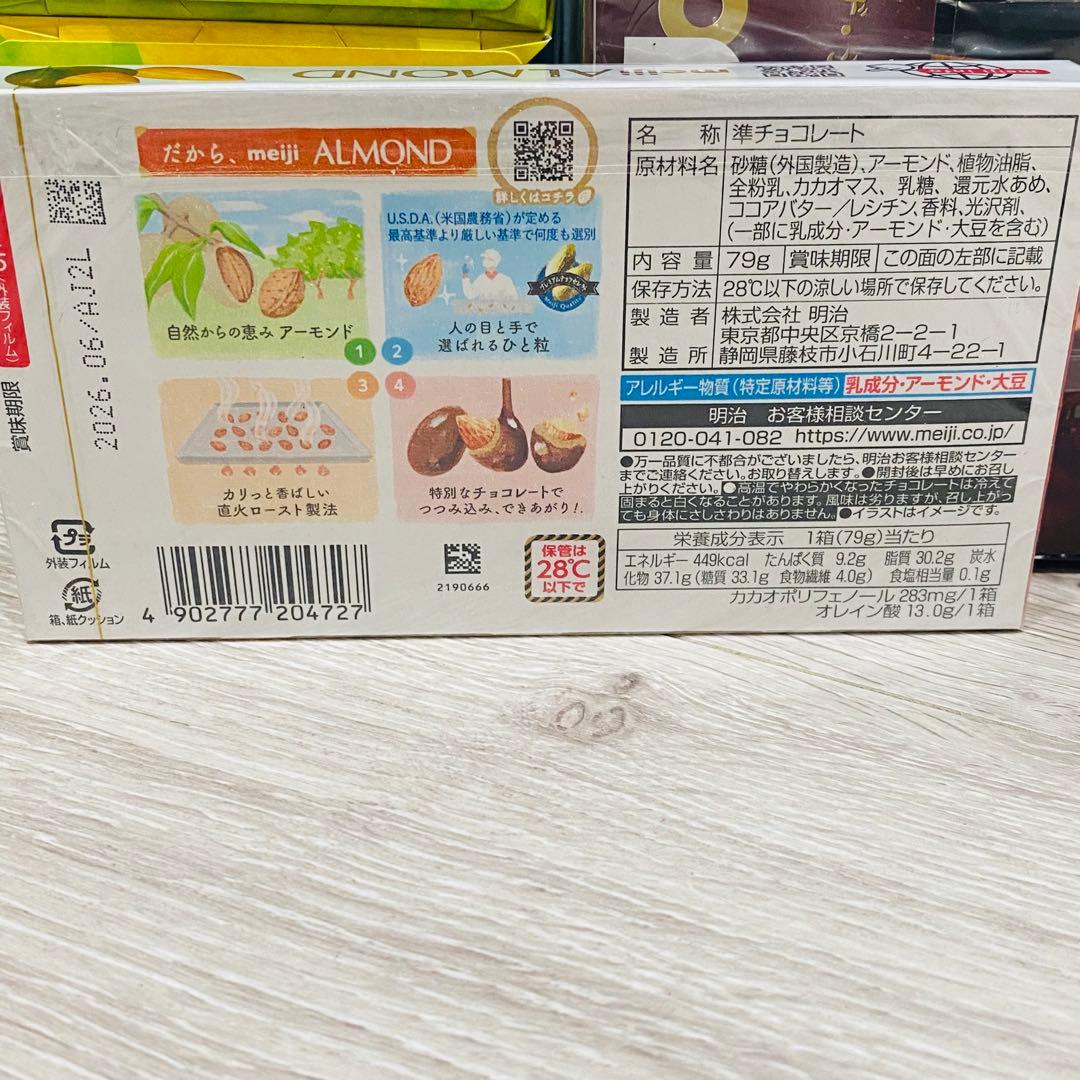 meiji ALMOND
だから、meiji ALMOND
詳しくはコチラ
自然からの恵み アーモンド
1
U.S.D.A.(米国農務省)が定める
最高基準より厳しい基準で何度も選別
プレミアムナッツセレクト
Meiji Quality
人の目と手で
選ばれるひと粒
2
3
カリっと香ばしい
直火ロースト製法
4
特別なチョコレートで
つつみ込み、できあがり!.
賞味期限
2026.06/AJ2L
外装フィルム
プラ
外装フィルム
紙
箱、紙クッション
4 902777 204727
2190666
保管は
28℃
以下で
名称 準チョコレート
原材料名 砂糖(外国製造)、アーモンド、植物油脂、
全粉乳、カカオマス、乳糖、還元水あめ、
ココアバター/レシチン、香料、光沢剤、
(一部に乳成分・アーモンド・大豆を含む)
内容量 79g 賞味期限 この面の左部に記載
保存方法 28℃以下の涼しい場所で保存してください。
製造者 株式会社 明治
東京都中央区京橋2-2-1
製造所 静岡県藤枝市小石川町4-22-1
アレルギー物質(特定原材料等) 乳成分・アーモンド・大豆
明治 お客様相談センター
0120-041-082 https://www.meiji.co.jp/
●万一品質に不都合がございましたら、明治お客様相談センター
までご連絡ください。お取り替えします。●開封後は早めにお召し
上がりください。●高温でやわらかくなったチョコレートは冷えて
固まると白くなることがあります。風味は劣りますが、召し上がっ
ても身体にさしさわりはありません。●イラストはイメージです。
栄養成分表示 1箱(79g)当たり
エネルギー 449kcal たんぱく質 9.2g 脂質 30.2g 炭水
化物 37.1g(糖質 33.1g 食物繊維 4.0g) 食塩相当量 0.1g
カカオポリフェノール 283mg/1箱
オレイン酸 13.0g/1箱